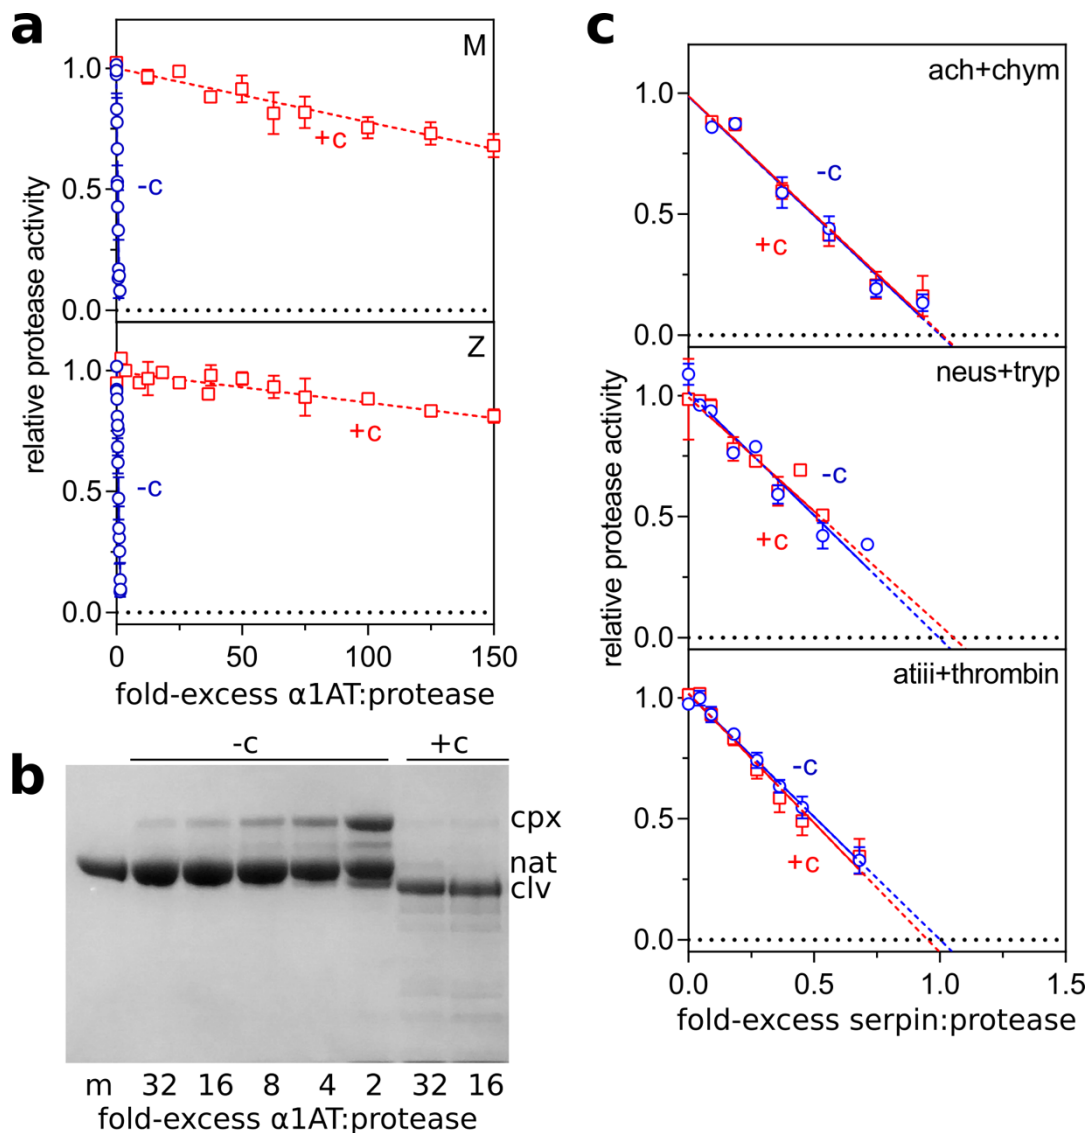 a
M
1.0
+c
0.5
-c
0.0
Z
1.0
+c
0.5
-c
0.0
relative protease activity
0 50 100 150
fold-excess α1AT:protease
b
-c +c
cpx
nat
clv
m 32 16 8 4 2 32 16
fold-excess α1AT:protease
c
ach+chym
1.0
-c
0.5
+c
0.0
neus+tryp
1.0
-c
0.5
+c
0.0
atiii+thrombin
1.0
-c
0.5
+c
0.0
relative protease activity
0.0 0.5 1.0 1.5
fold-excess serpin:protease